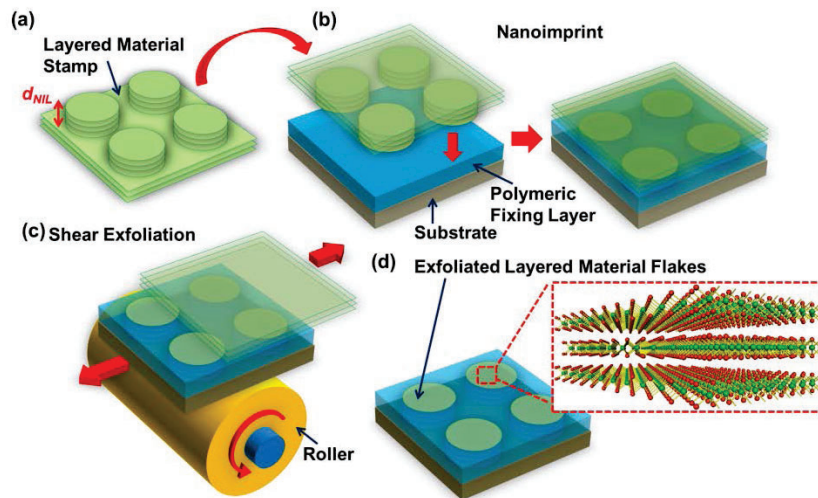 (a)
Layered Material
Stamp
d_NIL
(b)
Nanoimprint
Polymeric
Fixing Layer
Substrate
(c) Shear Exfoliation
Roller
(d)
Exfoliated Layered Material Flakes